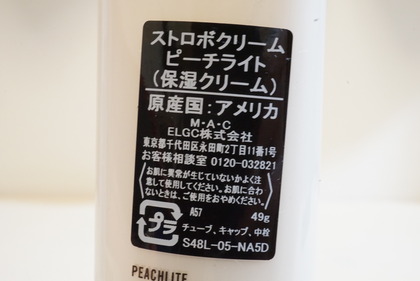 ストロボクリーム
ピーチライト
(保湿クリーム)
原産国:アメリカ
M・A・C
ELGC株式会社
東京都千代田区永田町2丁目11番1号
お客様相談室 0120-032821
お肌に異常が生じていないかよく注
意して使用してください。お肌に合わ
ないときは、ご使用をおやめください。
プラ
A57
49g
チューブ、キャップ、中栓
S48L-05-NA5D
PEACHLITE